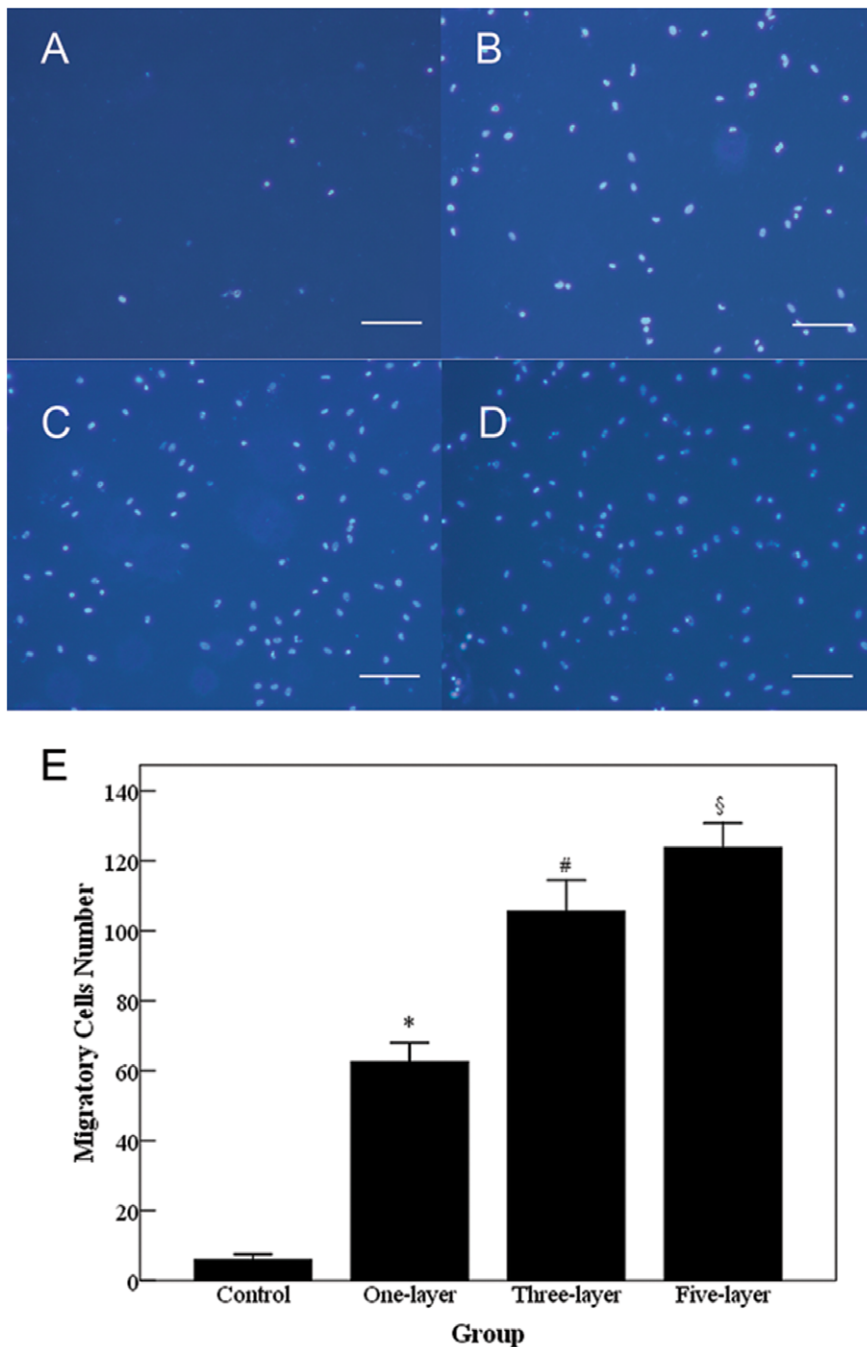 A
B
C
D
E
140
120
100
80
60
40
20
0
Migratory Cells Number
*
#
§
Control One-layer Three-layer Five-layer
Group